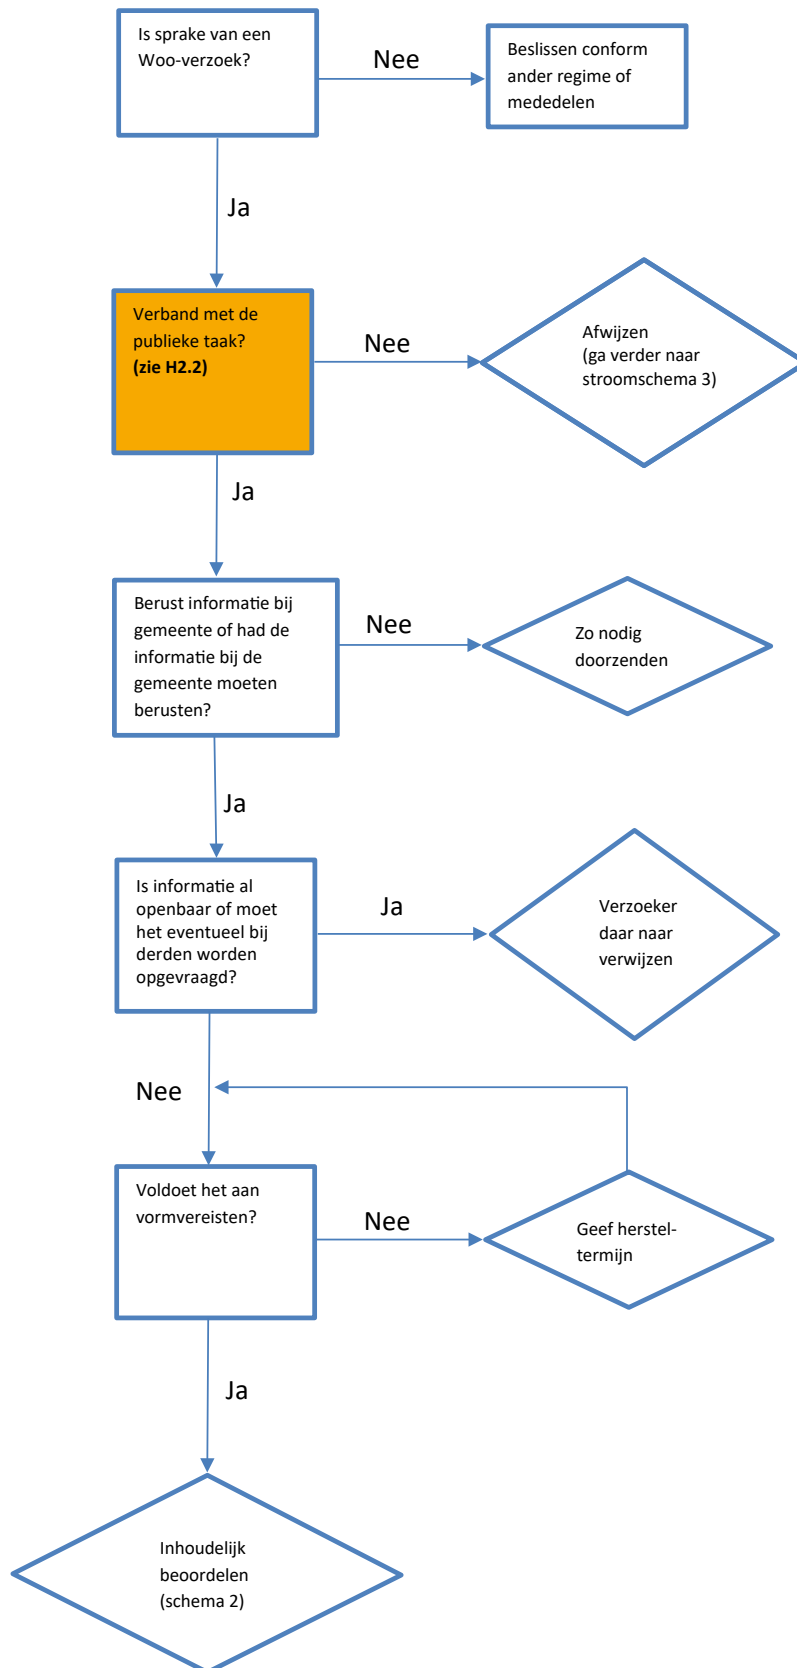 Is sprake van een
Woo-verzoek?
Nee
Beslissen conform
ander regime of
mededelen
Ja
Verband met de
publieke taak?
(zie H2.2)
Nee
Afwijzen
(ga verder naar
stroomschema 3)
Ja
Berust informatie bij
gemeente of had de
informatie bij de
gemeente moeten
berusten?
Nee
Zo nodig
doorzenden
Ja
Is informatie al
openbaar of moet
het eventueel bij
derden worden
opgevraagd?
Ja
Verzoeker
daar naar
verwijzen
Nee
Voldoet het aan
vormvereisten?
Nee
Geef herstel-
termijn
Ja
Inhoudelijk
beoordelen
(schema 2)